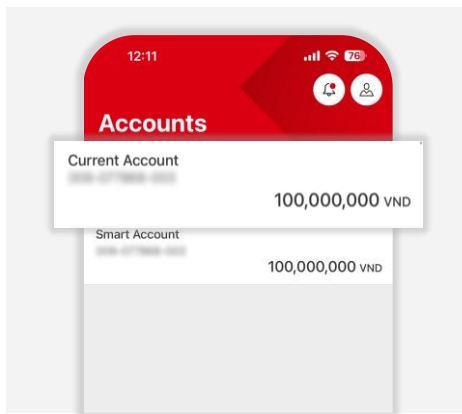 12:11
76
Accounts
Current Account
100,000,000 VND
Smart Account
100,000,000 VND